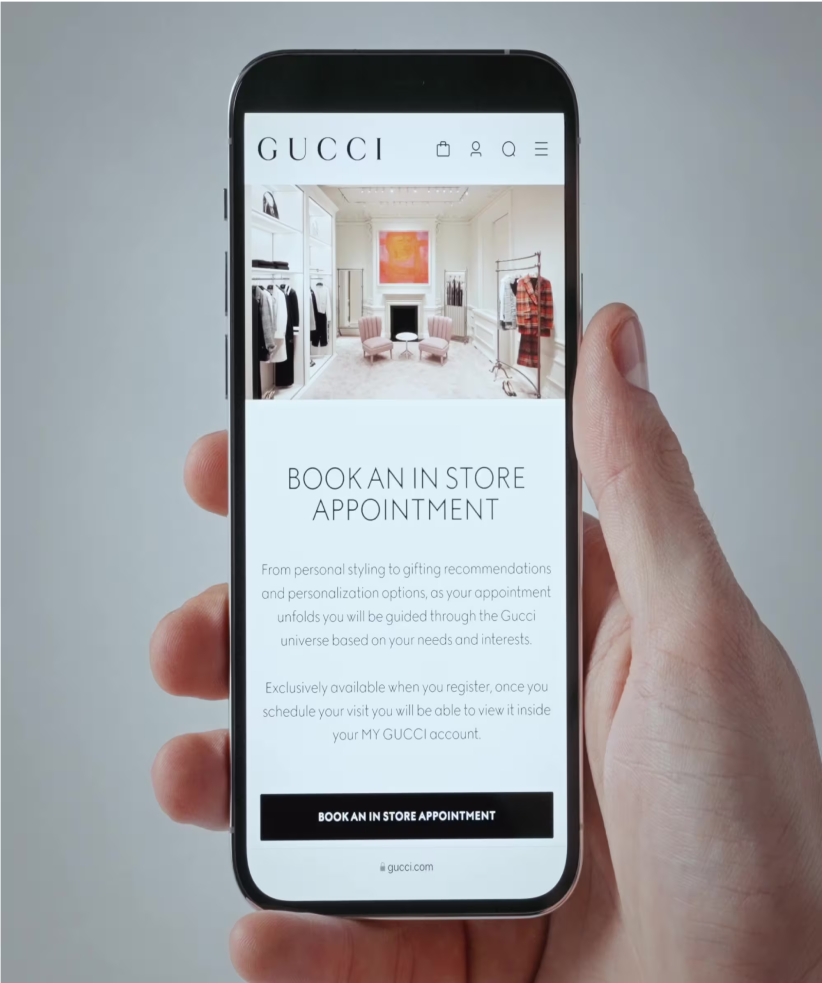 GUCCI
BOOK AN IN STORE
APPOINTMENT
From personal styling to gifting recommendations
and personalization options, as your appointment
unfolds you will be guided through the Gucci
universe based on your needs and interests.
Exclusively available when you register, once you
schedule your visit you will be able to view it inside
your MY GUCCI account.
BOOK AN IN STORE APPOINTMENT
gucci.com